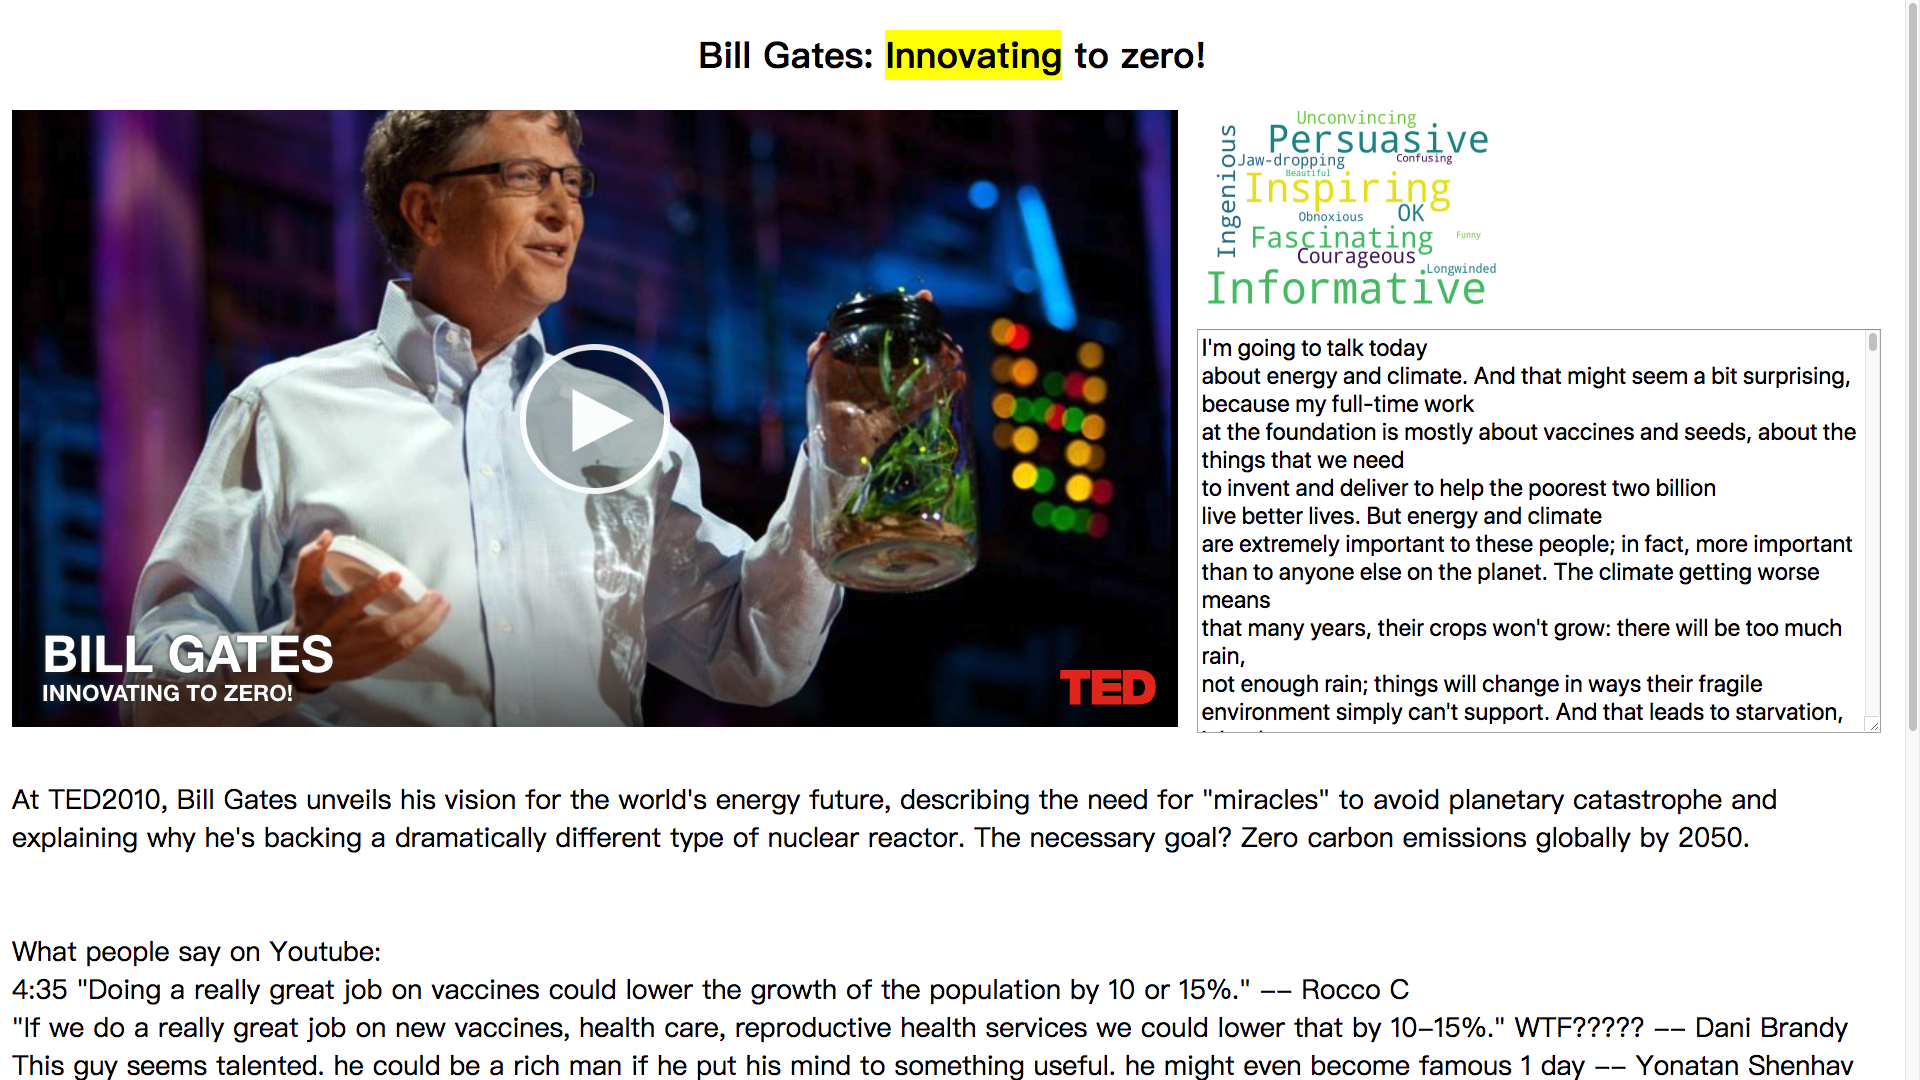 Bill Gates: Innovating to zero!
BILL GATES
INNOVATING TO ZERO!
TED
Unconvincing
Persuasive
Ingenious
Jaw-dropping
Confusing
Beautiful
Inspiring
Obnoxious
OK
Fascinating
Funny
Courageous
Longwinded
Informative
I'm going to talk today
about energy and climate. And that might seem a bit surprising,
because my full-time work
at the foundation is mostly about vaccines and seeds, about the
things that we need
to invent and deliver to help the poorest two billion
live better lives. But energy and climate
are extremely important to these people; in fact, more important
than to anyone else on the planet. The climate getting worse
means
that many years, their crops won't grow: there will be too much
rain,
not enough rain; things will change in ways their fragile
environment simply can't support. And that leads to starvation,
At TED2010, Bill Gates unveils his vision for the world's energy future, describing the need for "miracles" to avoid planetary catastrophe and
explaining why he's backing a dramatically different type of nuclear reactor. The necessary goal? Zero carbon emissions globally by 2050.
What people say on Youtube:
4:35 "Doing a really great job on vaccines could lower the growth of the population by 10 or 15%." -- Rocco C
"If we do a really great job on new vaccines, health care, reproductive health services we could lower that by 10–15%." WTF????? -- Dani Brandy
This guy seems talented. he could be a rich man if he put his mind to something useful. he might even become famous 1 day -- Yonatan Shenhav